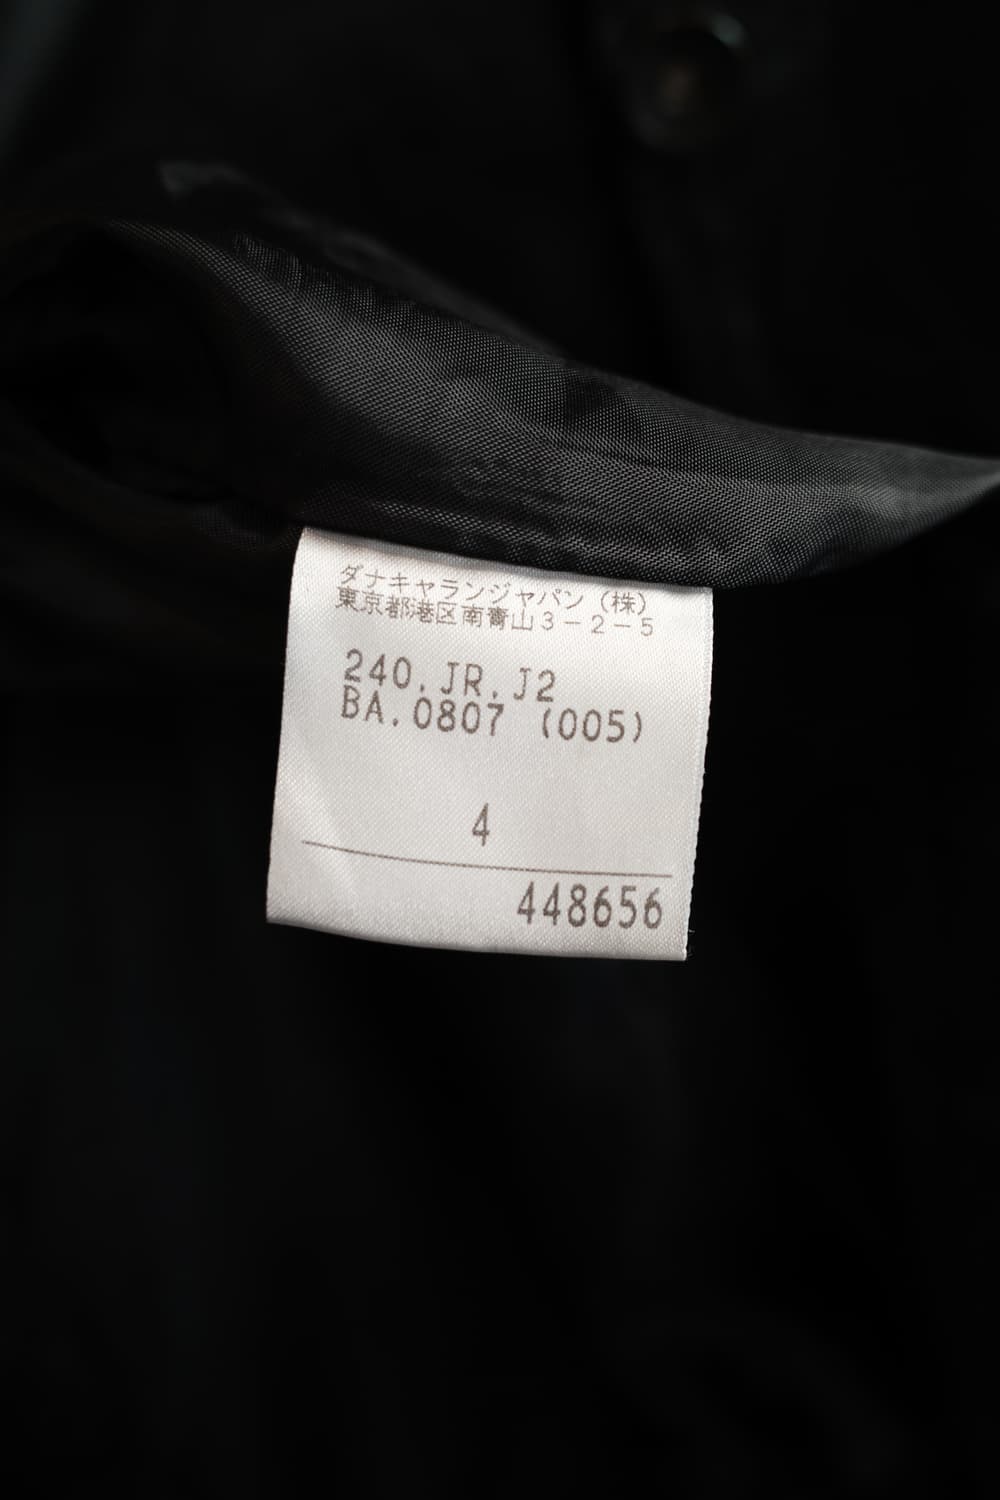 ダナキャランジャパン（株）
東京都港区南青山3－2－5
240.JR.J2
BA.0807 (005)
4
448656